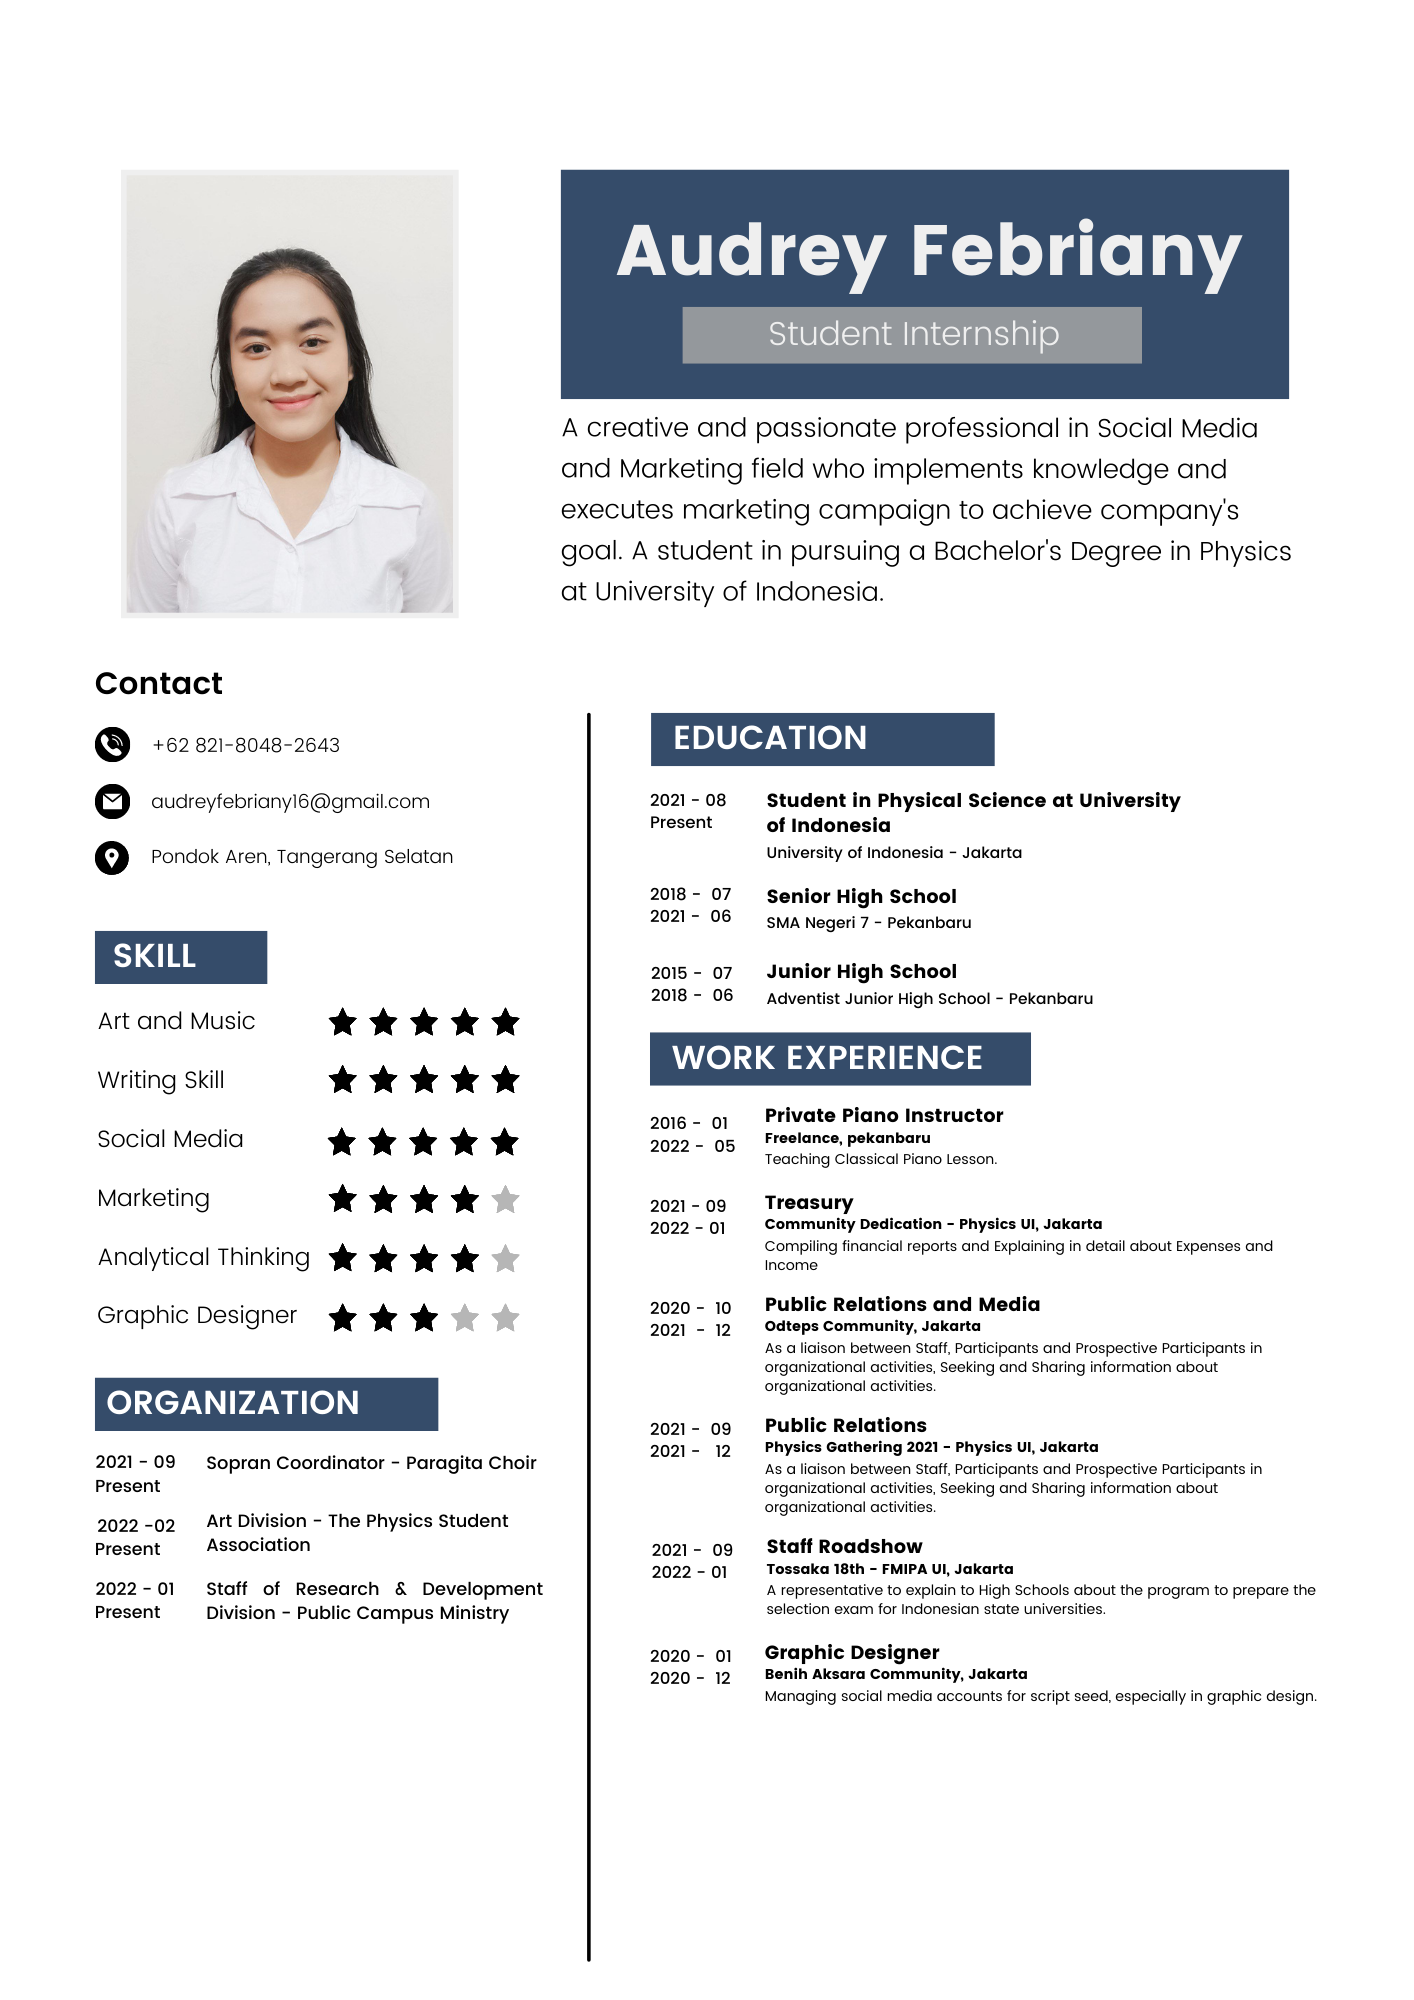 Audrey Febriany
Student Internship
A creative and passionate professional in Social Media
and Marketing field who implements knowledge and
executes marketing campaign to achieve company's
goal. A student in pursuing a Bachelor's Degree in Physics
at University of Indonesia.
Contact
+62 821-8048-2643
audreyfebriany16@gmail.com
Pondok Aren, Tangerang Selatan
SKILL
Art and Music
Writing Skill
Social Media
Marketing
Analytical Thinking
Graphic Designer
ORGANIZATION
2021 - 09
Present
Sopran Coordinator - Paragita Choir
2022 -02
Present
Art Division - The Physics Student
Association
2022 - 01
Present
Staff of Research & Development
Division - Public Campus Ministry
EDUCATION
2021 - 08
Present
Student in Physical Science at University
of Indonesia
University of Indonesia - Jakarta
2018 - 07
2021 - 06
Senior High School
SMA Negeri 7 - Pekanbaru
2015 - 07
2018 - 06
Junior High School
Adventist Junior High School - Pekanbaru
WORK EXPERIENCE
2016 - 01
2022 - 05
Private Piano Instructor
Freelance, pekanbaru
Teaching Classical Piano Lesson.
2021 - 09
2022 - 01
Treasury
Community Dedication - Physics UI, Jakarta
Compiling financial reports and Explaining in detail about Expenses and
Income
2020 - 10
2021 - 12
Public Relations and Media
Odteps Community, Jakarta
As a liaison between Staff, Participants and Prospective Participants in
organizational activities, Seeking and Sharing information about
organizational activities.
2021 - 09
2021 - 12
Public Relations
Physics Gathering 2021 - Physics UI, Jakarta
As a liaison between Staff, Participants and Prospective Participants in
organizational activities, Seeking and Sharing information about
organizational activities.
2021 - 09
2022 - 01
Staff Roadshow
Tossaka 18th - FMIPA UI, Jakarta
A representative to explain to High Schools about the program to prepare the
selection exam for Indonesian state universities.
2020 - 01
2020 - 12
Graphic Designer
Benih Aksara Community, Jakarta
Managing social media accounts for script seed, especially in graphic design.